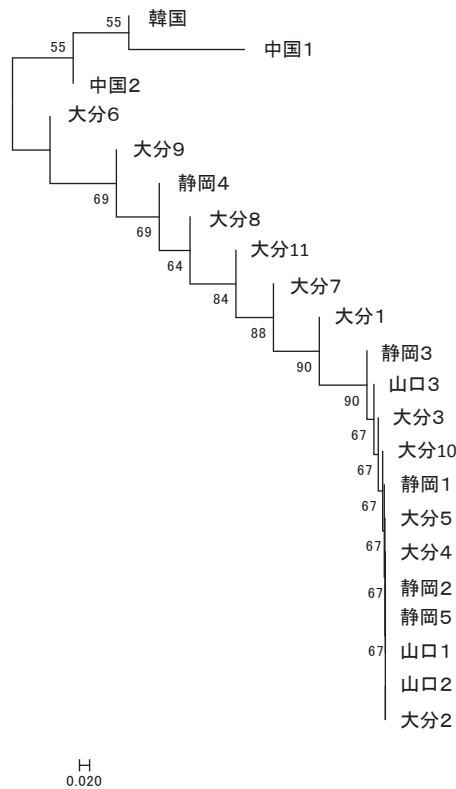 55
韓国
55
中国1
中国2
大分6
大分9
静岡4
69
大分8
69
大分11
64
大分7
84
大分1
88
静岡3
90
山口3
90
大分3
67
大分10
67
静岡1
67
大分5
67
大分4
67
静岡2
静岡5
67
山口1
山口2
大分2
0.020